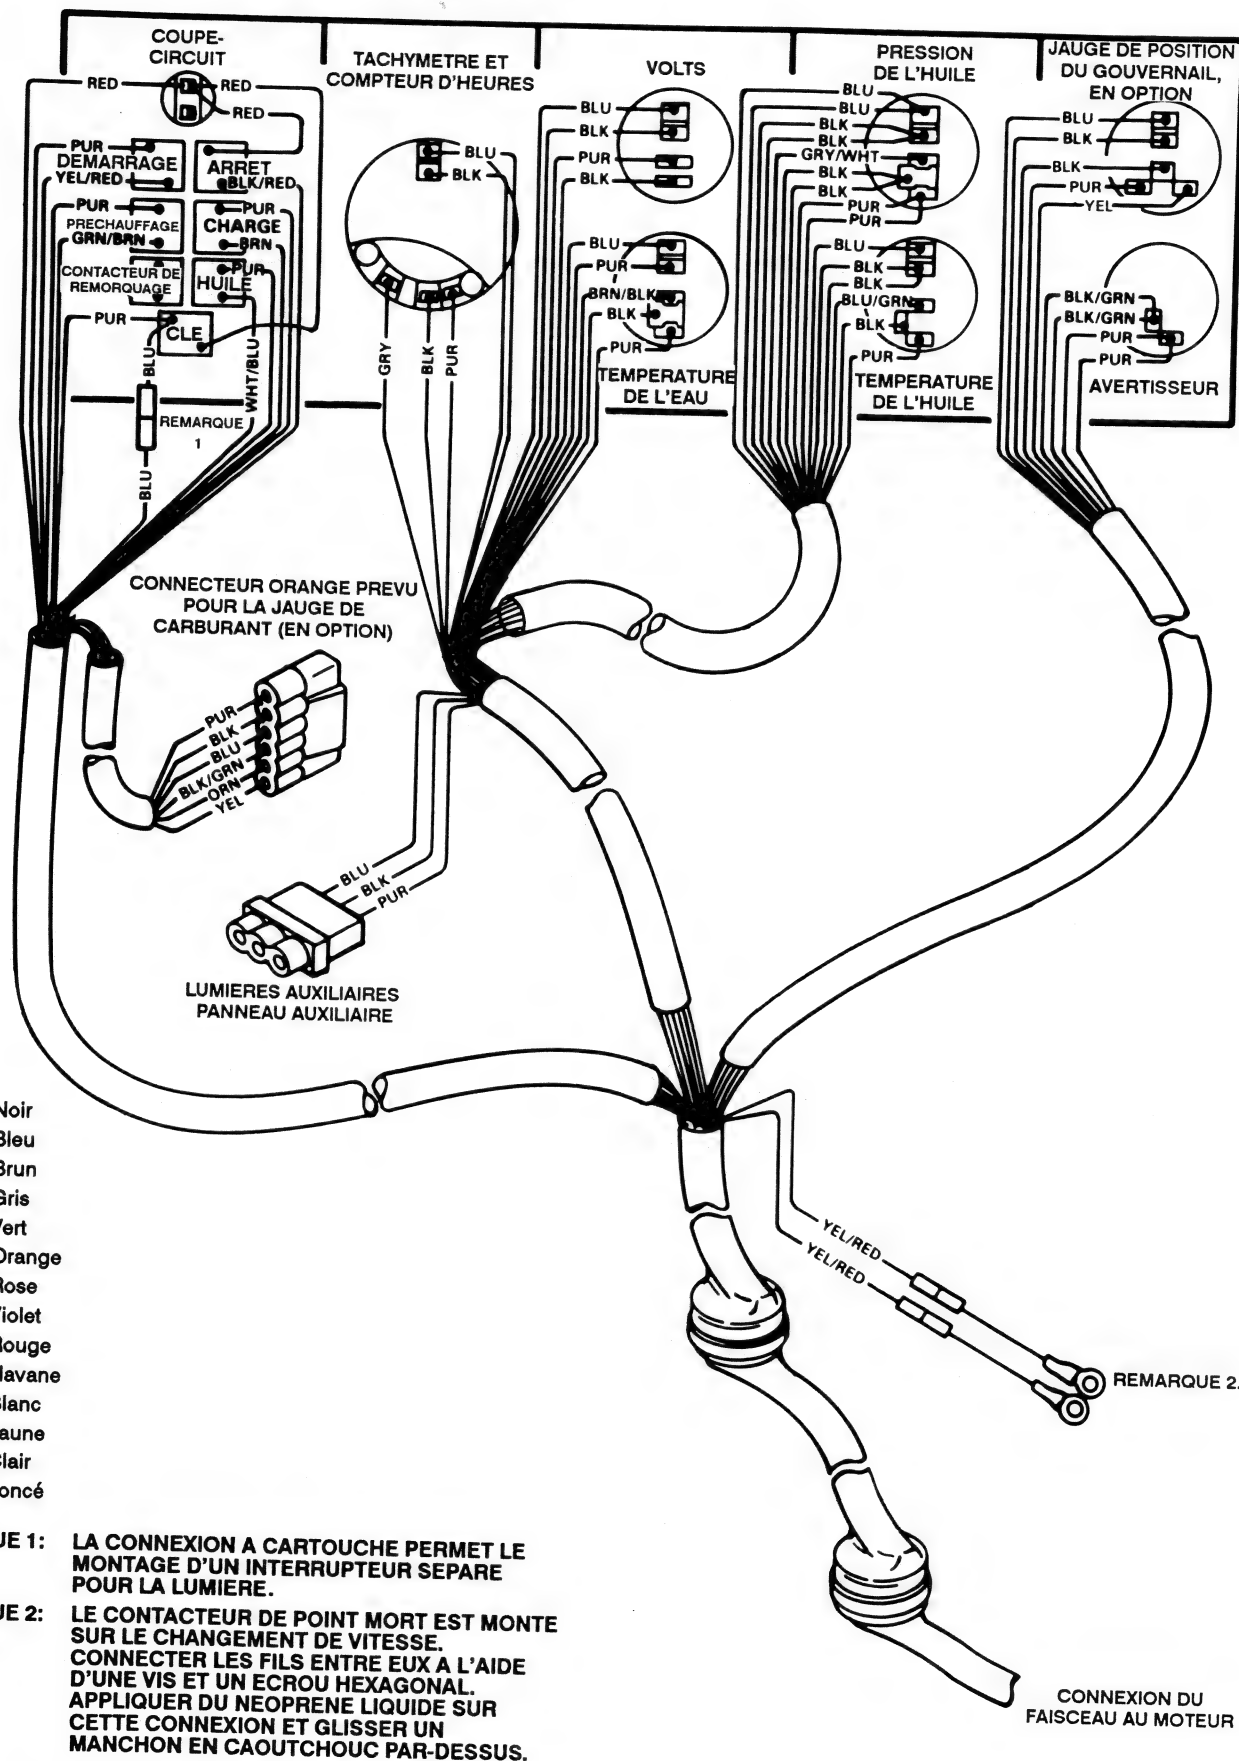 COUPE-
CIRCUIT
TACHYMETRE ET
COMPTEUR D'HEURES
VOLTS
PRESSION
DE L'HUILE
JAUGE DE POSITION
DU GOUVERNAIL,
EN OPTION
RED
RED
RED
PUR
DEMARRAGE
YEL/RED
ARRET
BLK/RED
PUR
PRECHAUFFAGE
GRN/BRN
PUR
CHARGE
BRN
CONTACTEUR DE
REMORQUAGE
PUR
HUILE
PUR
CLE
BLU
WHT/BLU
REMARQUE
1
BLU
BLU
BLK
GRY
BLK
PUR
BLU
BLK
PUR
BLK
BLU
PUR
BRN/BLK
BLK
PUR
TEMPERATURE
DE L'EAU
BLU
BLU
BLK
BLK
GRY/WHT
BLK
BLK
PUR
PUR
BLU
BLK
BLK
BLU/GRN
BLK
PUR
TEMPERATURE
DE L'HUILE
BLU
BLK
BLK
PUR
YEL
BLK/GRN
BLK/GRN
PUR
PUR
AVERTISSEUR
CONNECTEUR ORANGE PREVU
POUR LA JAUGE DE
CARBURANT (EN OPTION)
PUR
BLK
BLU
BLK/GRN
ORN
YEL
BLU
BLK
PUR
LUMIERES AUXILIAIRES
PANNEAU AUXILIAIRE
Noir
Bleu
Brun
Gris
Vert
Orange
Rose
Violet
Rouge
Havane
Blanc
Jaune
Clair
oncé
YEL/RED
YEL/RED
REMARQUE 2.
UE 1: LA CONNEXION A CARTOUCHE PERMET LE
MONTAGE D'UN INTERRUPTEUR SEPARE
POUR LA LUMIERE.
UE 2: LE CONTACTEUR DE POINT MORT EST MONTE
SUR LE CHANGEMENT DE VITESSE.
CONNECTER LES FILS ENTRE EUX A L'AIDE
D'UNE VIS ET UN ECROU HEXAGONAL.
APPLIQUER DU NEOPRENE LIQUIDE SUR
CETTE CONNEXION ET GLISSER UN
MANCHON EN CAOUTCHOUC PAR-DESSUS.
CONNEXION DU
FAISCEAU AU MOTEUR